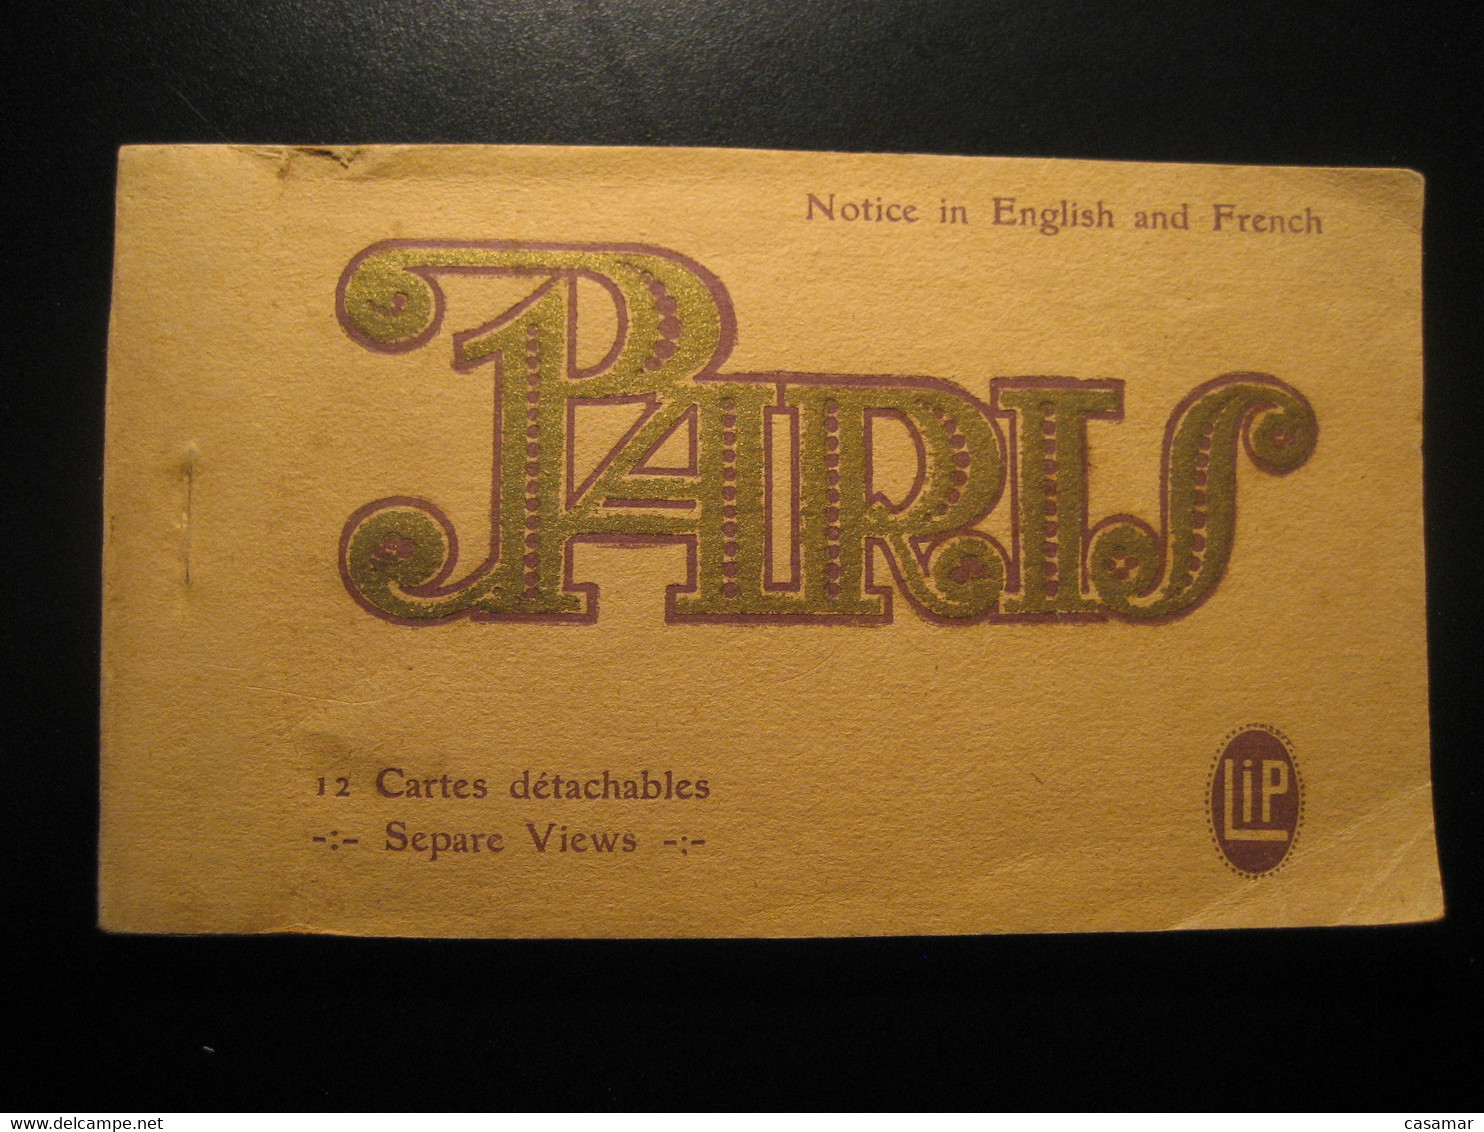 Notice in English and French
PARIS
12 Cartes détachables
-:- Separe Views -:-
LiP
www.delcampe.net
casamar